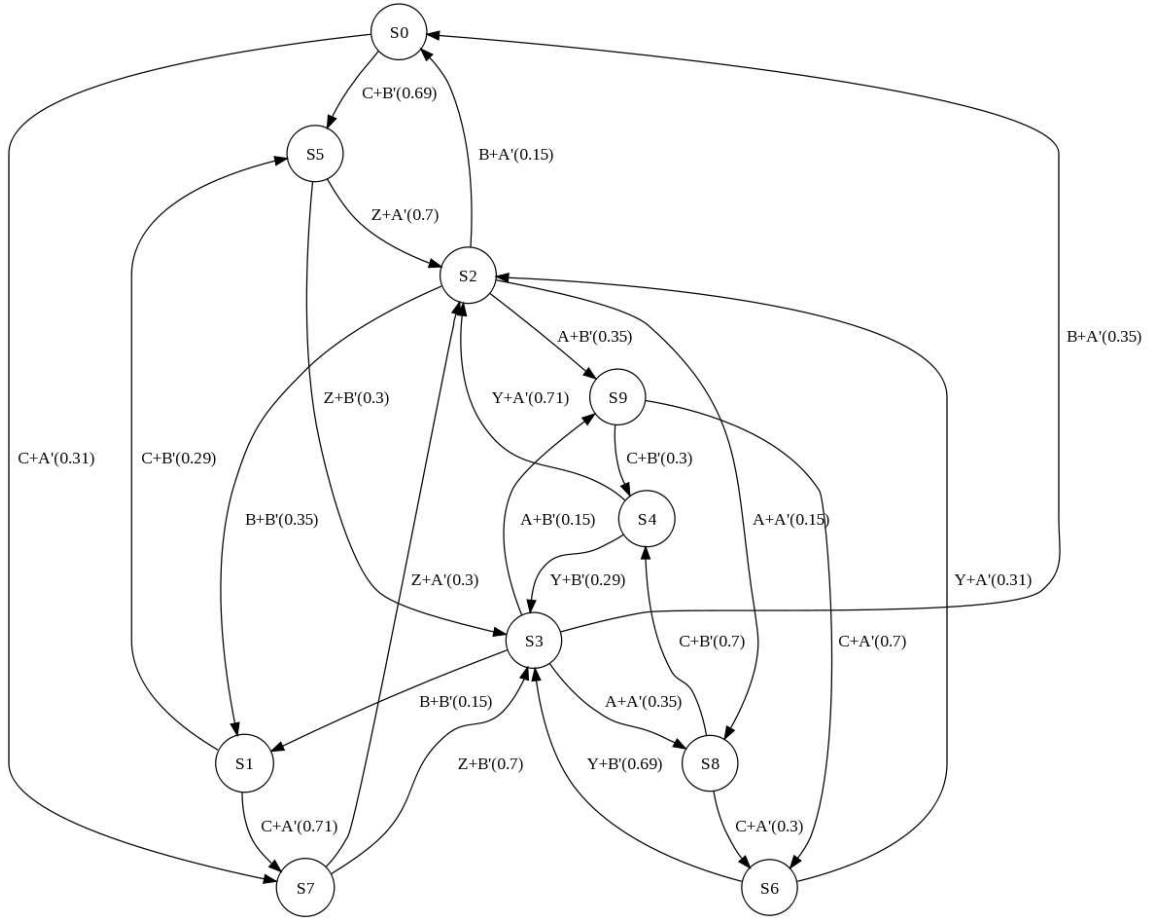 S0
C+B'(0.69)
S5
B+A'(0.15)
Z+A'(0.7)
S2
A+B'(0.35)
B+A'(0.35)
S9
Z+B'(0.3)
Y+A'(0.71)
C+A'(0.31)
C+B'(0.29)
C+B'(0.3)
B+B'(0.35)
A+B'(0.15)
S4
A+A'(0.15)
Z+A'(0.3)
Y+B'(0.29)
Y+A'(0.31)
S3
C+B'(0.7)
C+A'(0.7)
B+B'(0.15)
A+A'(0.35)
S1
Z+B'(0.7)
Y+B'(0.69)
S8
C+A'(0.71)
C+A'(0.3)
S7
S6